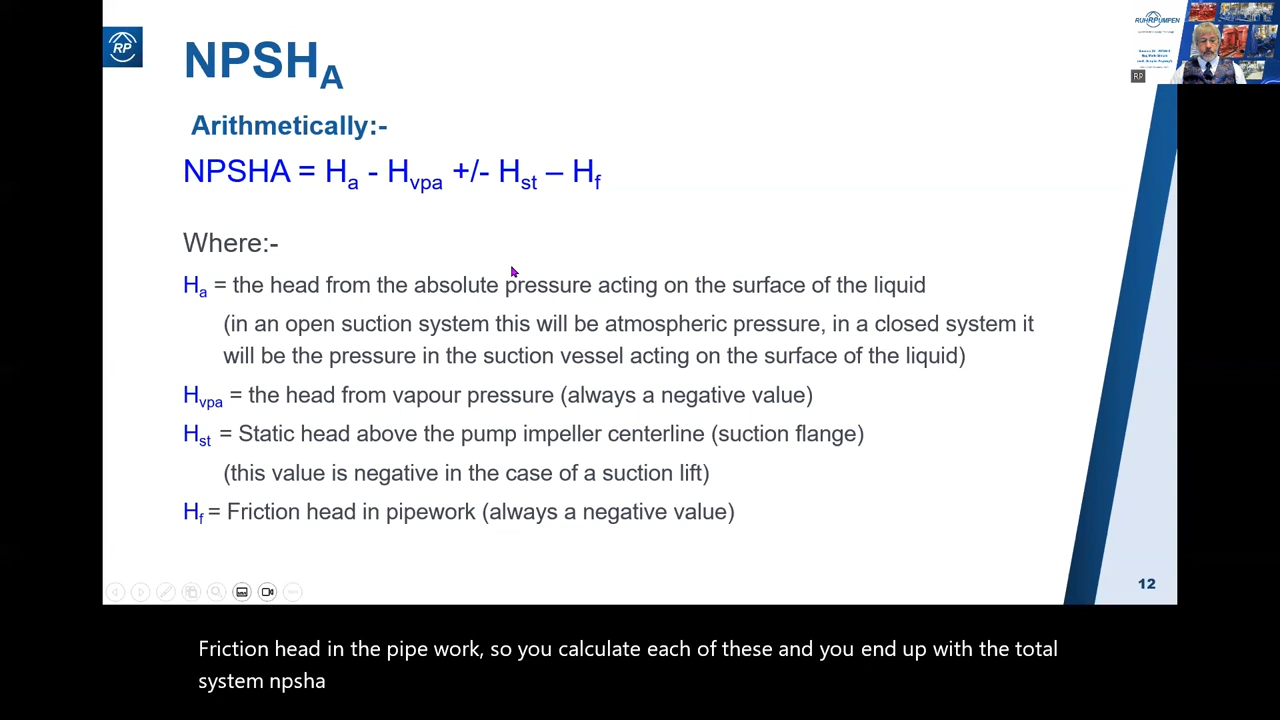 RP
NPSHA
RUHRPUMPEN
Arithmetically:-
RP
NPSHA = Ha - Hvpa +/- Hst – Hf
Where:-
Ha = the head from the absolute pressure acting on the surface of the liquid
(in an open suction system this will be atmospheric pressure, in a closed system it
will be the pressure in the suction vessel acting on the surface of the liquid)
Hvpa = the head from vapour pressure (always a negative value)
Hst = Static head above the pump impeller centerline (suction flange)
(this value is negative in the case of a suction lift)
Hf = Friction head in pipework (always a negative value)
12
Friction head in the pipe work, so you calculate each of these and you end up with the total
system npsha